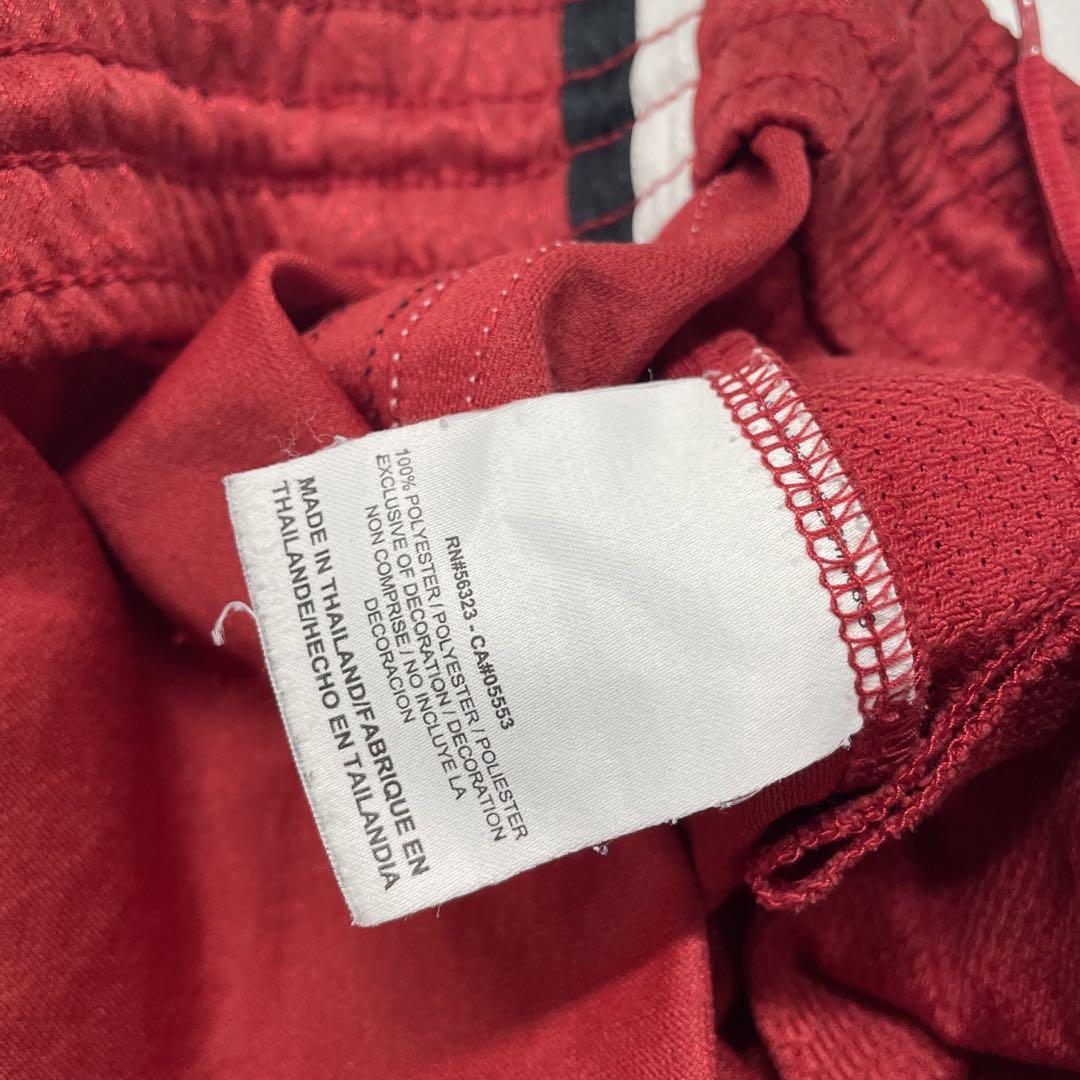 RN#56323 - CA#05553
100% POLYESTER / POLYESTER / POLIESTER
EXCLUSIVE OF DECORATION / DECORATION
NON COMPRISE / NO INCLUYE LA
DECORACION
MADE IN THAILAND/FABRIQUE EN
THAILANDE/HECHO EN TAILANDIA